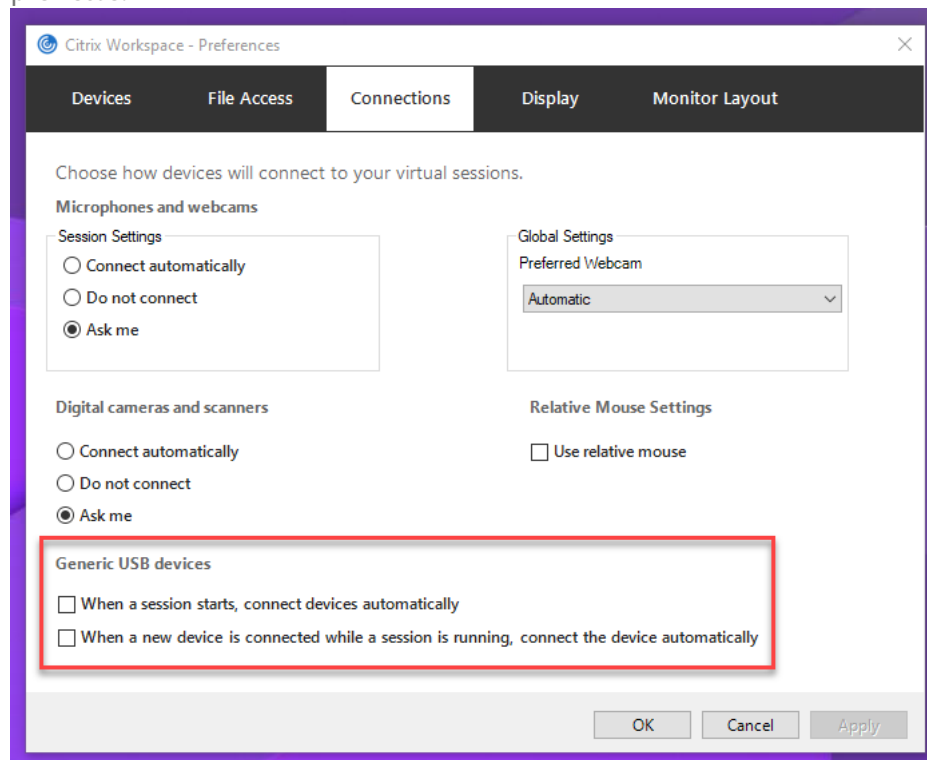 Citrix Workspace - Preferences
Devices
File Access
Connections
Display
Monitor Layout
Choose how devices will connect to your virtual sessions.
Microphones and webcams
Session Settings
Connect automatically
Do not connect
Ask me
Global Settings
Preferred Webcam
Automatic
Digital cameras and scanners
Connect automatically
Do not connect
Ask me
Relative Mouse Settings
Use relative mouse
Generic USB devices
When a session starts, connect devices automatically
When a new device is connected while a session is running, connect the device automatically
OK
Cancel
Apply